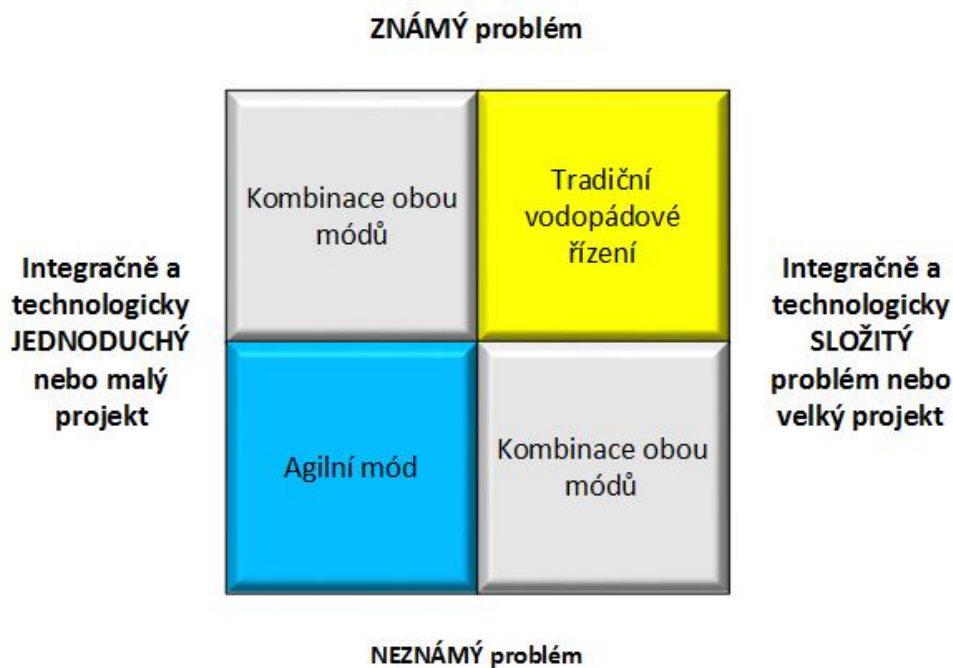 ZNÁMÝ problém
Kombinace obou
módů
Tradiční
vodopádové
řízení
Integračně a
technologicky
JEDNODUCHÝ
nebo malý
projekt
Integračně a
technologicky
SLOŽITÝ
problém nebo
velký projekt
Agilní mód
Kombinace obou
módů
NEZNÁMÝ problém